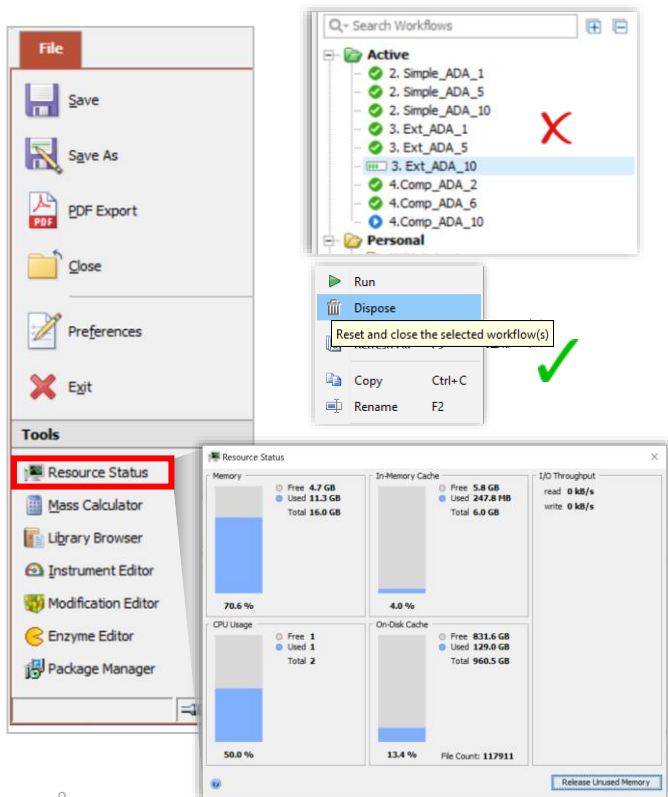 File
Save
Save As
PDF
PDF Export
Close
Preferences
Exit
Tools
Resource Status
Mass Calculator
Library Browser
Instrument Editor
Modification Editor
Enzyme Editor
Package Manager
Search Workflows
Active
2. Simple_ADA_1
2. Simple_ADA_5
2. Simple_ADA_10
3. Ext_ADA_1
3. Ext_ADA_5
3. Ext_ADA_10
4.Comp_ADA_2
4.Comp_ADA_6
4.Comp_ADA_10
Personal
Run
Dispose
Reset and close the selected workflow(s)
Copy Ctrl+C
Rename F2
Resource Status
Memory
Free 4.7 GB
Used 11.3 GB
Total 16.0 GB
70.6 %
In-Memory Cache
Free 5.8 GB
Used 247.8 MB
Total 6.0 GB
4.0 %
I/O Throughput
read 0 kB/s
write 0 kB/s
CPU Usage
Free 1
Used 1
Total 2
50.0 %
On-Disk Cache
Free 831.6 GB
Used 129.0 GB
Total 960.5 GB
13.4 % File Count: 117911
Release Unused Memory